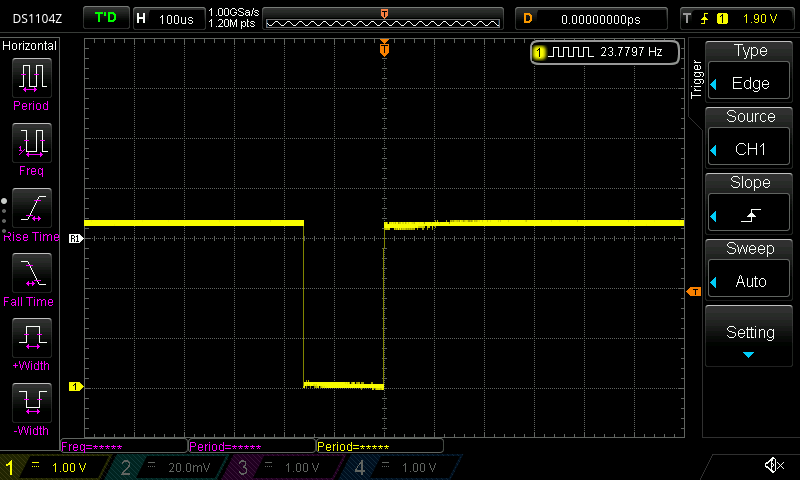 DS1104Z T'D H 100us 1.00GSa/s D 0.00000000ps T 1 1.90 V
1.20M pts
Horizontal
T
1 23.7797 Hz
Period
Freq
Rise Time
Fall Time
+Width
-Width
R1
1
T
Trigger
Type
Edge
Source
CH1
Slope
Sweep
Auto
Setting
Freq=***** Period=***** Period=*****
1 1.00 V 2 20.0mV 3 1.00 V 4 1.00 V